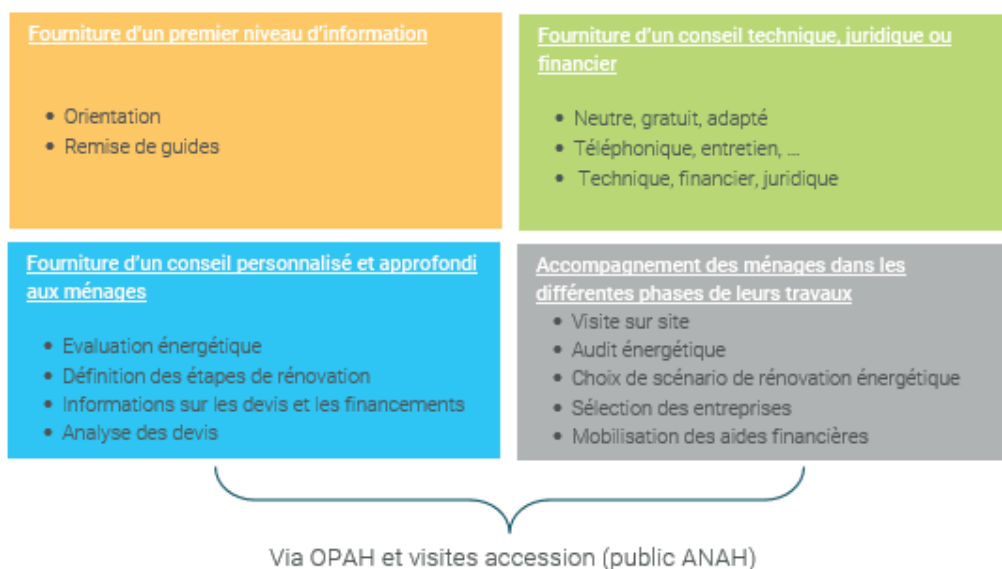 Fourniture d'un premier niveau d'information
• Orientation
• Remise de guides
Fourniture d'un conseil technique, juridique ou
financier
• Neutre, gratuit, adapté
• Téléphonique, entretien, ...
• Technique, financier, juridique
Fourniture d'un conseil personnalisé et approfondi
aux ménages
• Evaluation énergétique
• Définition des étapes de rénovation
• Informations sur les devis et les financements
• Analyse des devis
Accompagnement des ménages dans les
différentes phases de leurs travaux
• Visite sur site
• Audit énergétique
• Choix de scénario de rénovation énergétique
• Sélection des entreprises
• Mobilisation des aides financières
Via OPAH et visites accession (public ANAH)